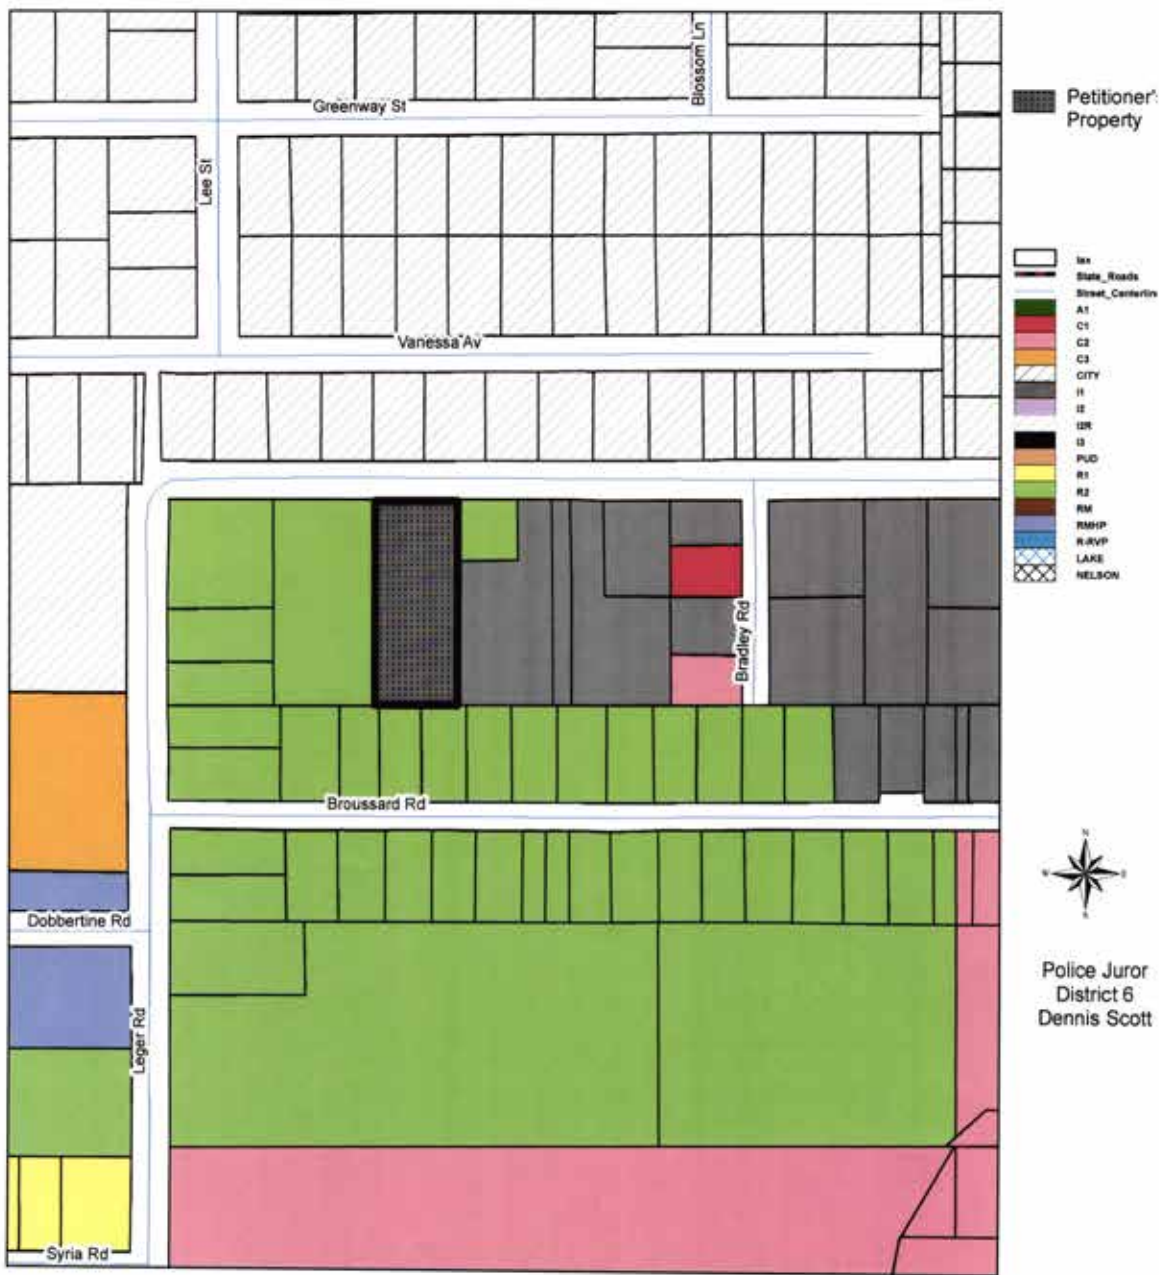 Blossom Ln
Greenway St
Petitioner's
Property
Lee St
tax
State_Roads
Street_Centerlin
A1
C1
C2
C3
CITY
I1
I2
I2R
I3
PUD
R1
R2
RM
RMHP
R-RVP
LAKE
NELSON
Vanessa Av
Bradley Rd
Broussard Rd
N
W
E
S
Dobbertine Rd
Leger Rd
Police Juror
District 6
Dennis Scott
Syria Rd